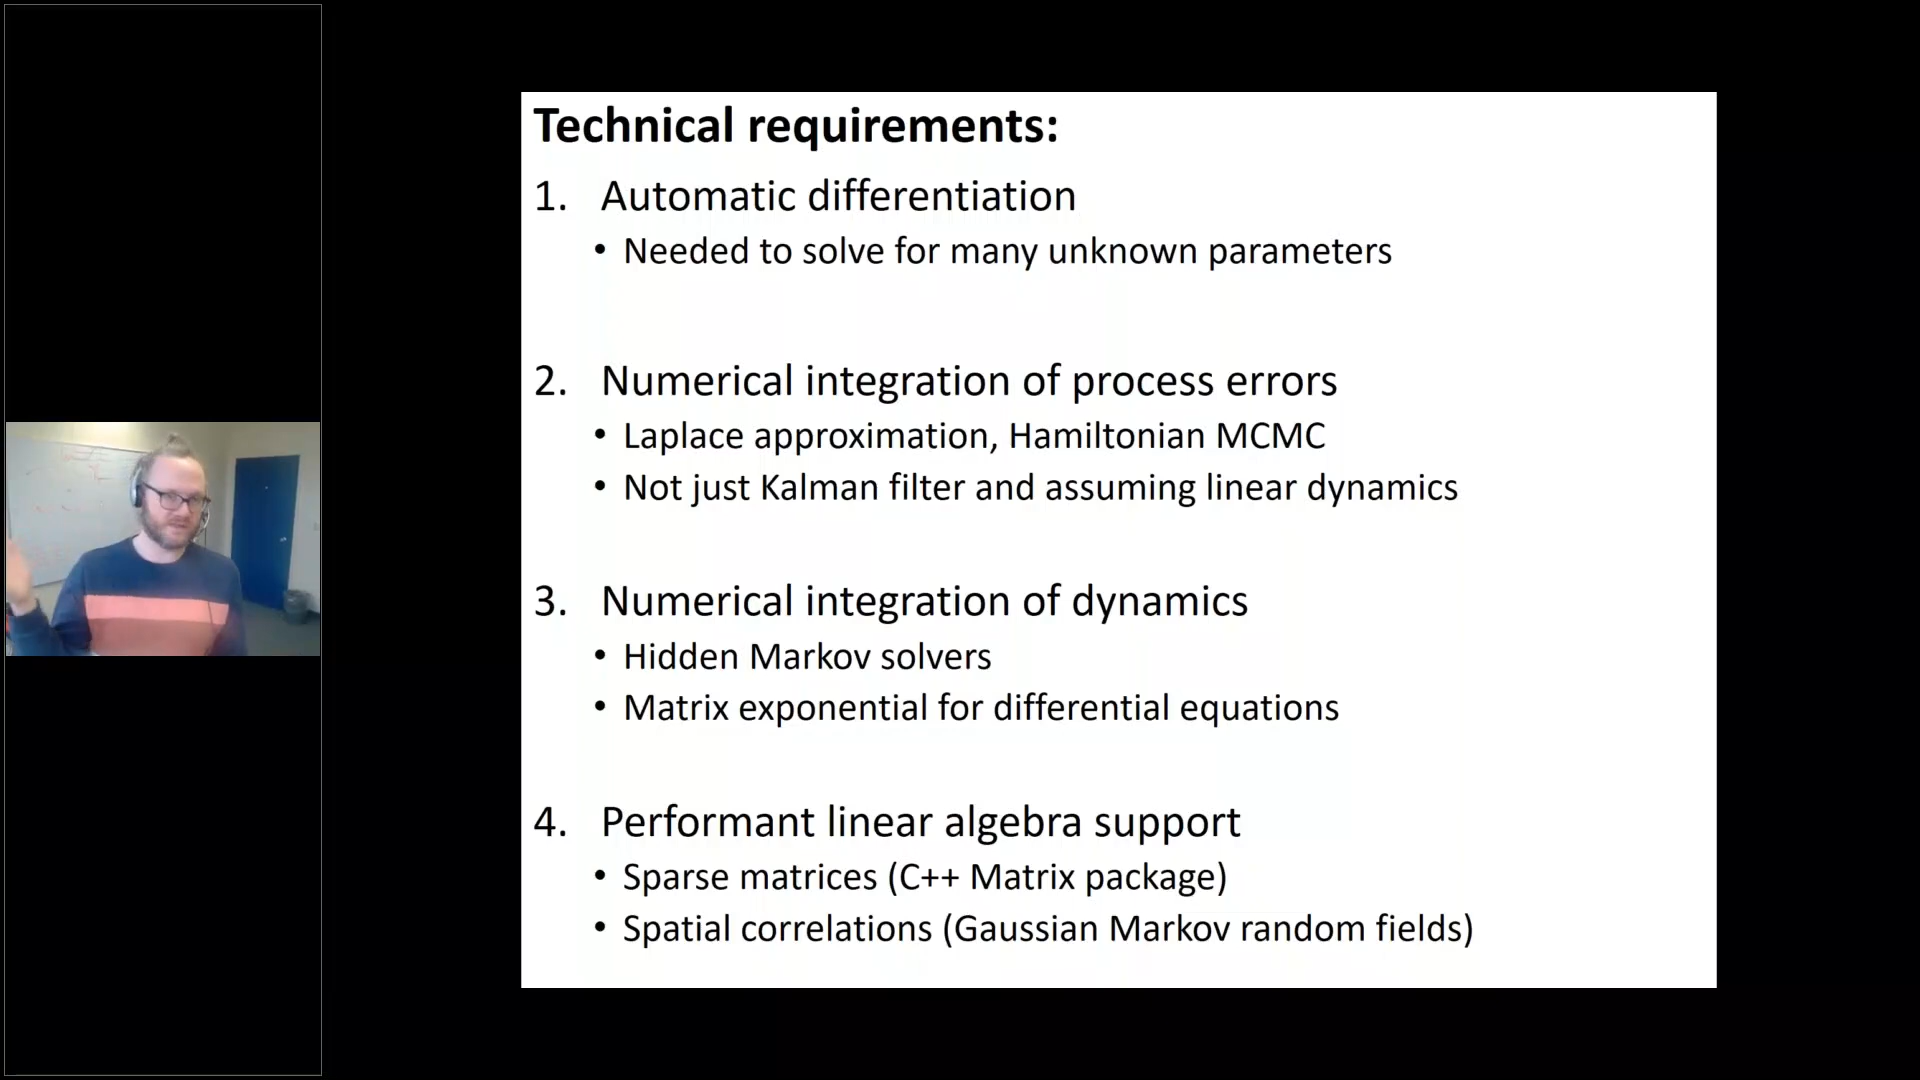 Technical requirements:
1. Automatic differentiation
• Needed to solve for many unknown parameters
2. Numerical integration of process errors
• Laplace approximation, Hamiltonian MCMC
• Not just Kalman filter and assuming linear dynamics
3. Numerical integration of dynamics
• Hidden Markov solvers
• Matrix exponential for differential equations
4. Performant linear algebra support
• Sparse matrices (C++ Matrix package)
• Spatial correlations (Gaussian Markov random fields)